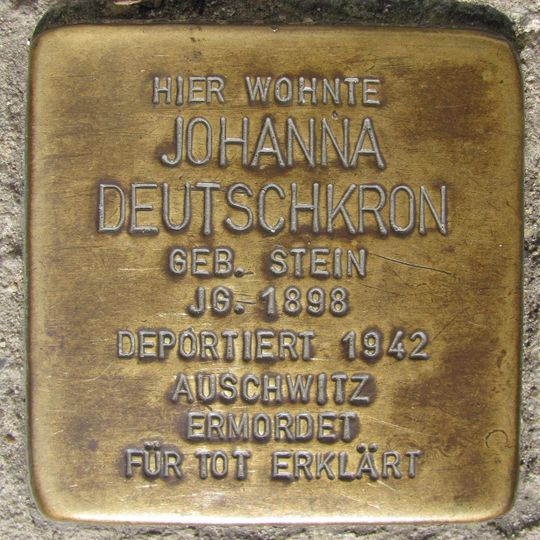 HIER WOHNTE
JOHANNA
DEUTSCHKRON
GEB. STEIN
JG. 1898
DEPORTIERT 1942
AUSCHWITZ
ERMORDET
FÜR TOT ERKLÄRT